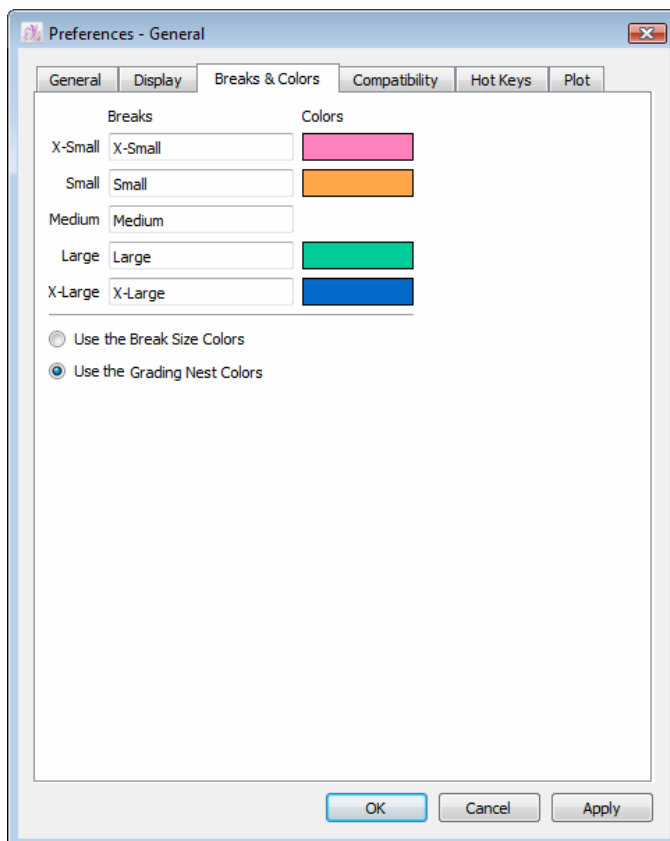 Preferences - General
General Display Breaks & Colors Compatibility Hot Keys Plot
Breaks Colors
X-Small X-Small
Small Small
Medium Medium
Large Large
X-Large X-Large
Use the Break Size Colors
Use the Grading Nest Colors
OK Cancel Apply